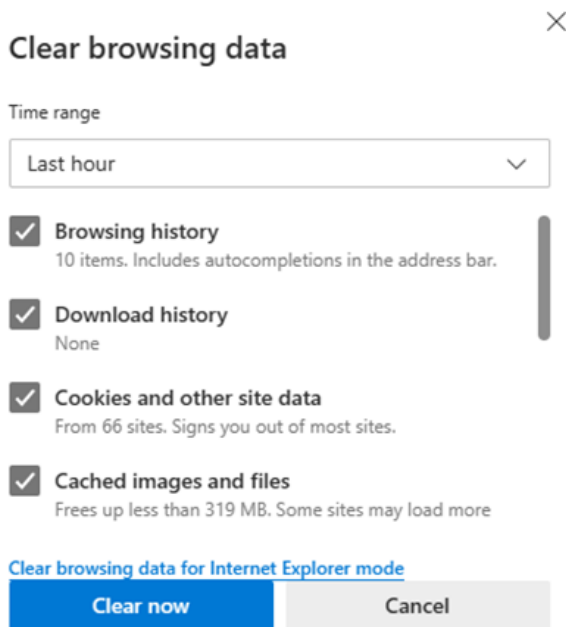 Clear browsing data
Time range
Last hour
Browsing history
10 items. Includes autocompletions in the address bar.
Download history
None
Cookies and other site data
From 66 sites. Signs you out of most sites.
Cached images and files
Frees up less than 319 MB. Some sites may load more
Clear browsing data for Internet Explorer mode
Clear now
Cancel